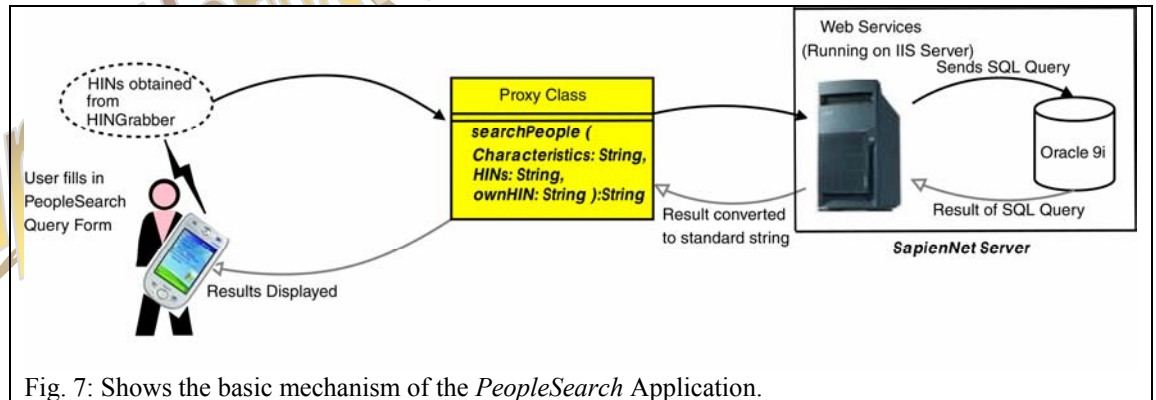 HINs obtained
from
HINGrabber
User fills in
PeopleSearch
Query Form
Results Displayed
Proxy Class
searchPeople (
Characteristics: String,
HINs: String,
ownHIN: String ):String
Result converted
to standard string
Web Services
(Running on IIS Server)
Sends SQL Query
Oracle 9i
Result of SQL Query
SapienNet Server
Fig. 7: Shows the basic mechanism of the PeopleSearch Application.